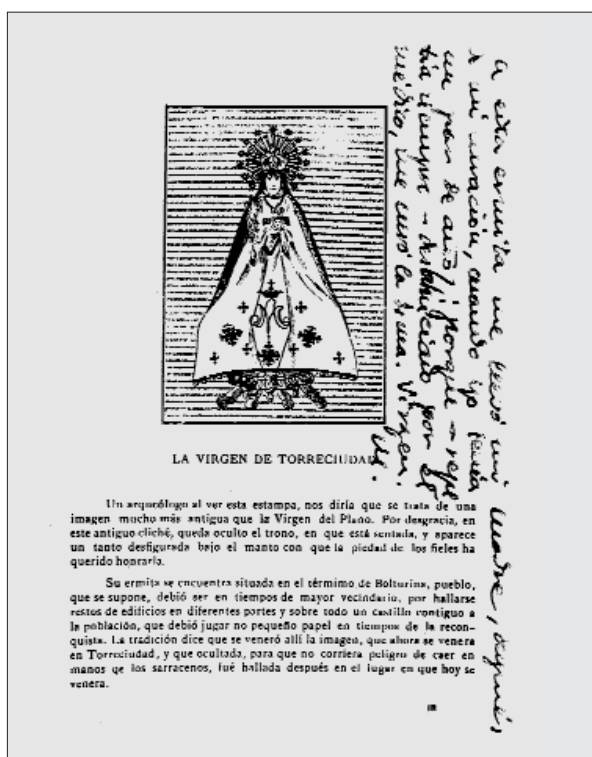 LA VIRGEN DE TORRECIUDAD
Un arqueólogo al ver esta estampa, nos diría que se trata de una
imagen mucho más antigua que la Virgen del Plano. Por desgracia, en
este antiguo cliché, queda oculto el trono, en que está sentada, y aparece
un tanto desfigurada bajo el manto con que la piedad de los fieles ha
querido honrarla.
Su ermita se encuentra situada en el término de Bolturina, pueblo,
que se supone, debió ser en tiempos de mayor vecindario, por hallarse
restos de edificios en diferentes partes y sobre todo un castillo contiguo a
la población, que debió jugar no pequeño papel en tiempos de la recon-
quista. La tradición dice que se veneró allí la imagen, que ahora se venera
en Torreciudad, y que ocultada, para que no corriera peligro de caer en
manos qe los sarracenos, fué hallada después en el lugar en que hoy se
venera.
a esta ermita me llevó mi madre, después,
de mi curación, cuando yo tenía
un par de años, porque - repe
tía siempre - desahuciado por el
médico, me curó la Sma. Virgen.